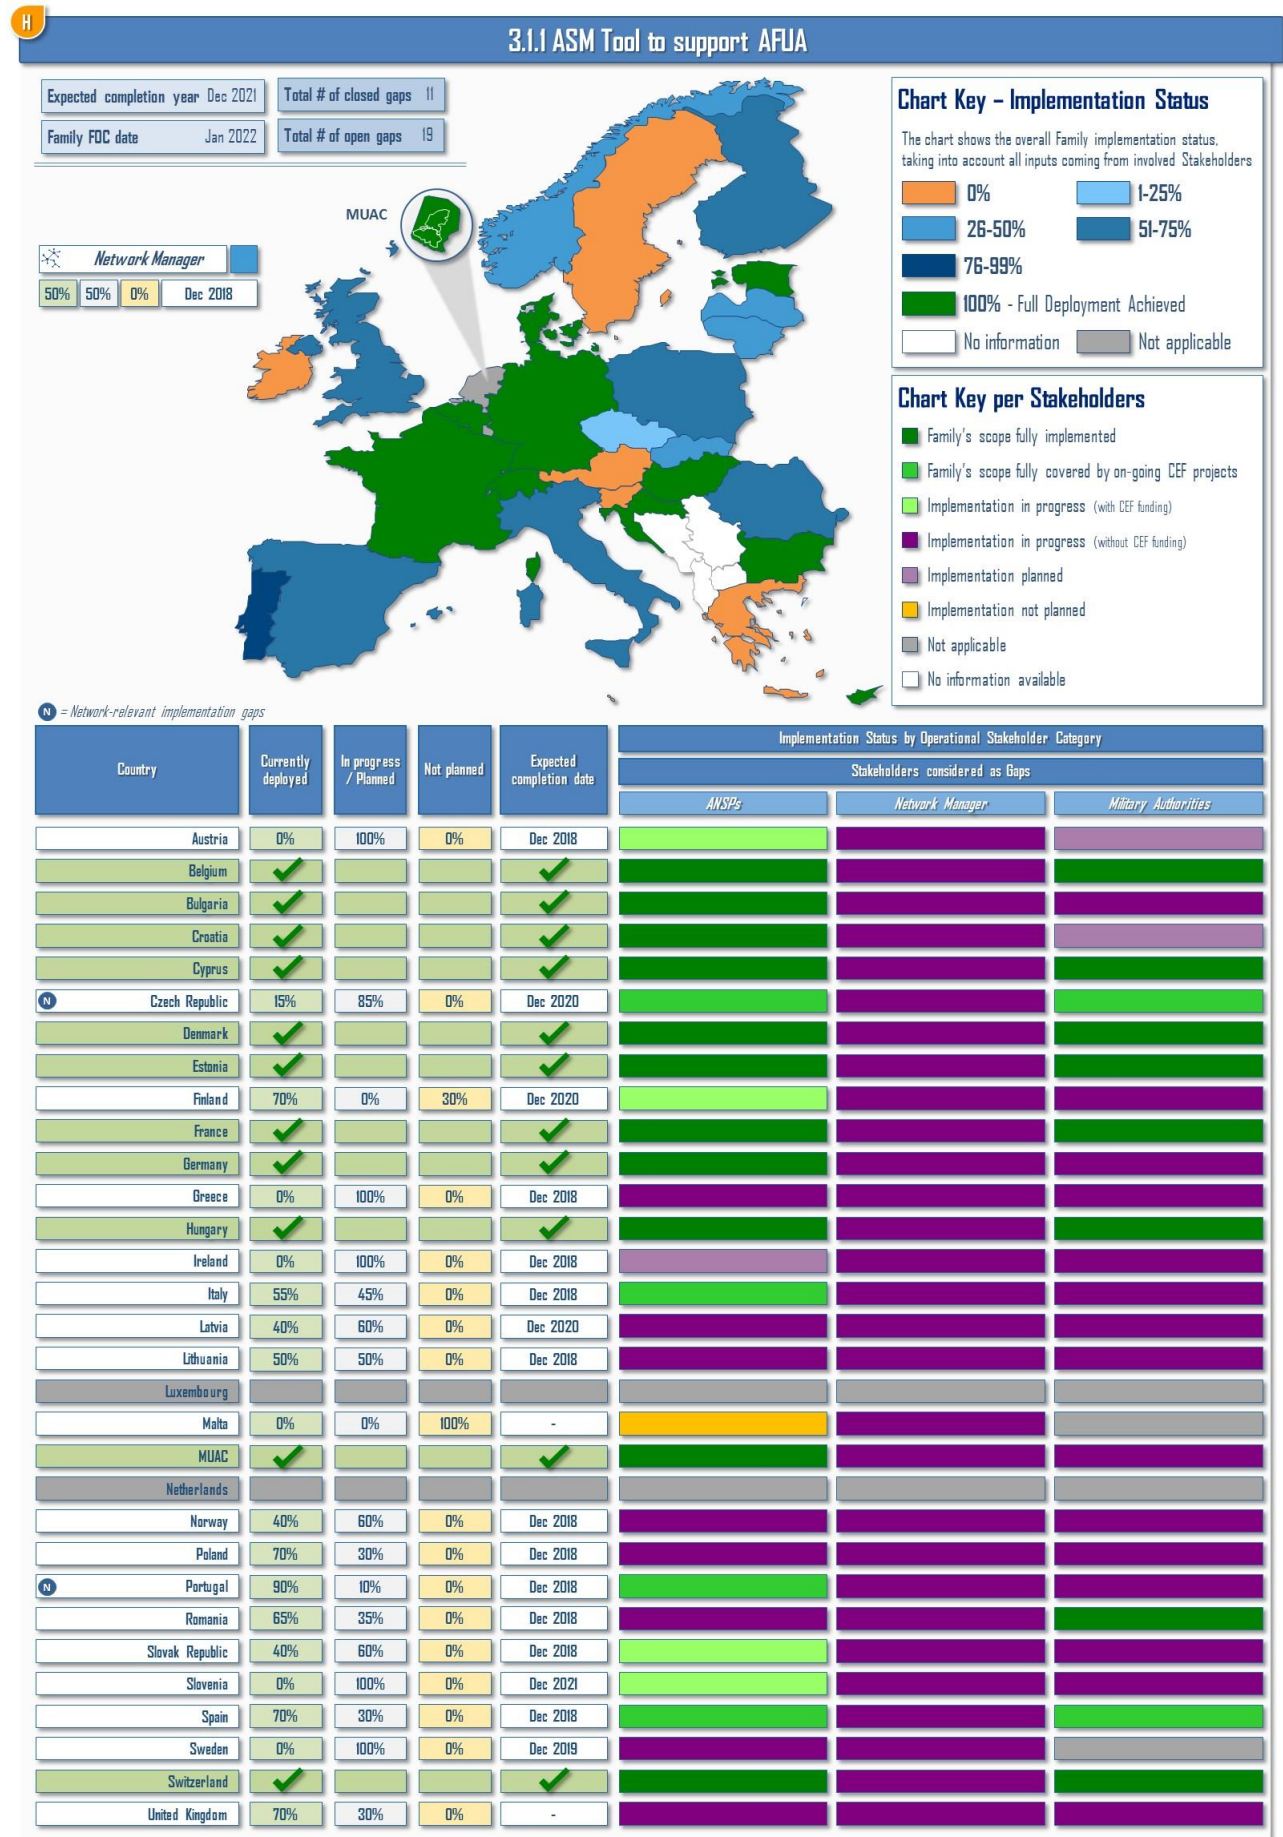 H
3.1.1 ASM Tool to support AFUA
Expected completion year Dec 2021
Total # of closed gaps 11
Family FOC date Jan 2022
Total # of open gaps 19
MUAC
Network Manager
50% 50% 0% Dec 2018
Chart Key – Implementation Status
The chart shows the overall Family implementation status,
taking into account all inputs coming from involved Stakeholders
0% 1-25%
26-50% 51-75%
76-99%
100% - Full Deployment Achieved
No information Not applicable
Chart Key per Stakeholders
Family's scope fully implemented
Family's scope fully covered by on-going CEF projects
Implementation in progress (with CEF funding)
Implementation in progress (without CEF funding)
Implementation planned
Implementation not planned
Not applicable
No information available
N = Network-relevant implementation gaps
Country
Currently
deployed
In progress
/ Planned
Not planned
Expected
completion date
Implementation Status by Operational Stakeholder Category
Stakeholders considered as Gaps
ANSPs Network Manager Military Authorities
Austria 0% 100% 0% Dec 2018
Belgium
Bulgaria
Croatia
Cyprus
N Czech Republic 15% 85% 0% Dec 2020
Denmark
Estonia
Finland 70% 0% 30% Dec 2020
France
Germany
Greece 0% 100% 0% Dec 2018
Hungary
Ireland 0% 100% 0% Dec 2018
Italy 55% 45% 0% Dec 2018
Latvia 40% 60% 0% Dec 2020
Lithuania 50% 50% 0% Dec 2018
Luxembourg
Malta 0% 0% 100% -
MUAC
Netherlands
Norway 40% 60% 0% Dec 2018
Poland 70% 30% 0% Dec 2018
N Portugal 90% 10% 0% Dec 2018
Romania 65% 35% 0% Dec 2018
Slovak Republic 40% 60% 0% Dec 2018
Slovenia 0% 100% 0% Dec 2021
Spain 70% 30% 0% Dec 2018
Sweden 0% 100% 0% Dec 2019
Switzerland
United Kingdom 70% 30% 0% -